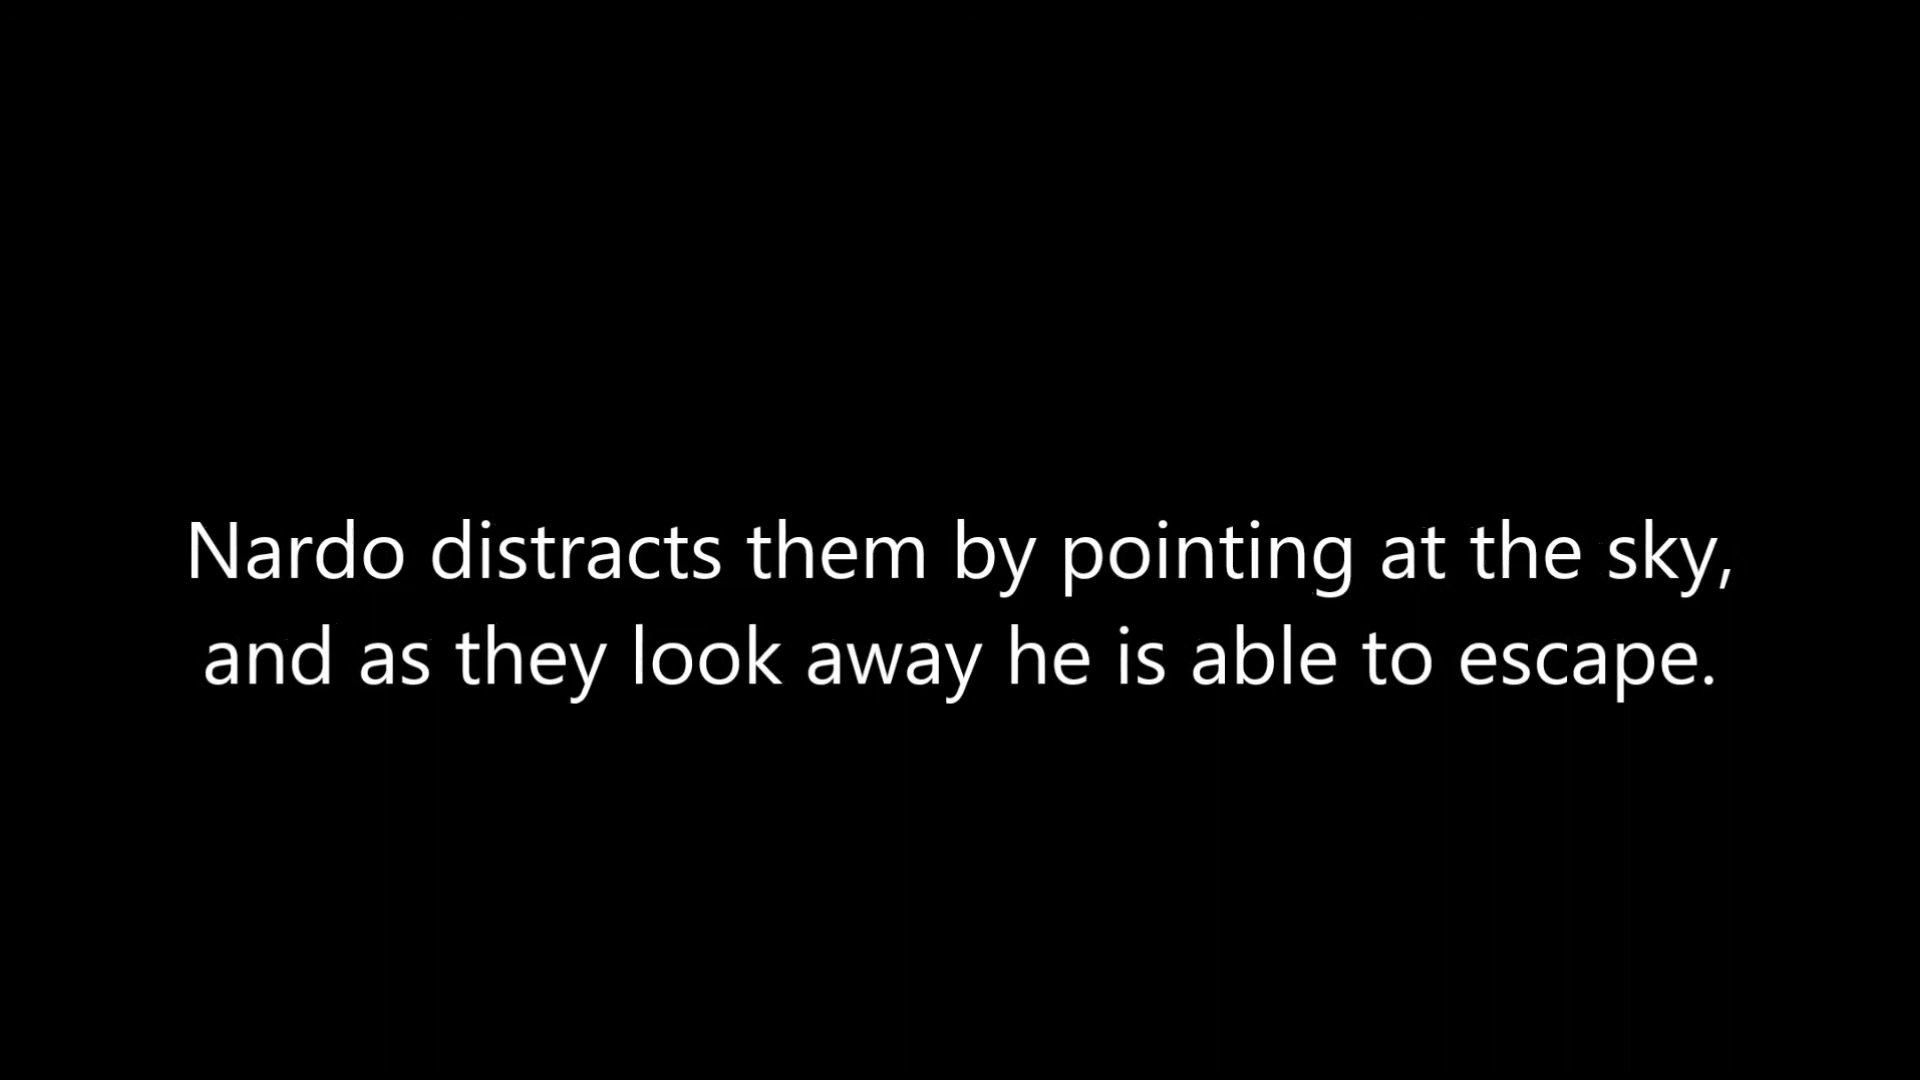 Nardo distracts them by pointing at the sky,
and as they look away he is able to escape.